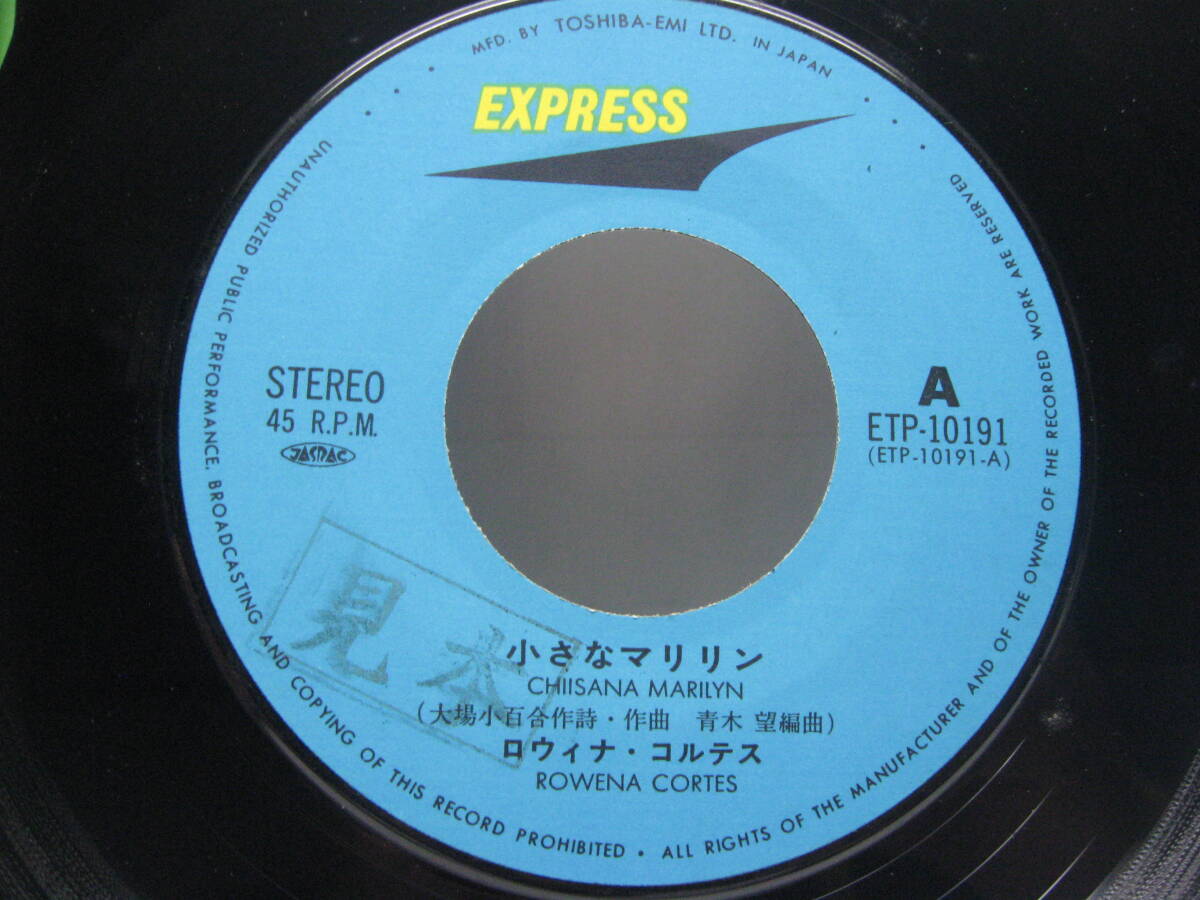 MFD. BY TOSHIBA-EMI LTD. IN JAPAN
EXPRESS
STEREO
45 R.P.M.
JASRAC
A
ETP-10191
(ETP-10191-A)
見本
小さなマリリン
CHIISANA MARILYN
(大場小百合作詩・作曲 青木 望編曲)
ロウィナ・コルテス
ROWENA CORTES
UNAUTHORIZED PUBLIC PERFORMANCE, BROADCASTING AND COPYING OF THIS RECORD PROHIBITED • ALL RIGHTS OF THE MANUFACTURER AND OF THE OWNER OF THE RECORDED WORK ARE RESERVED